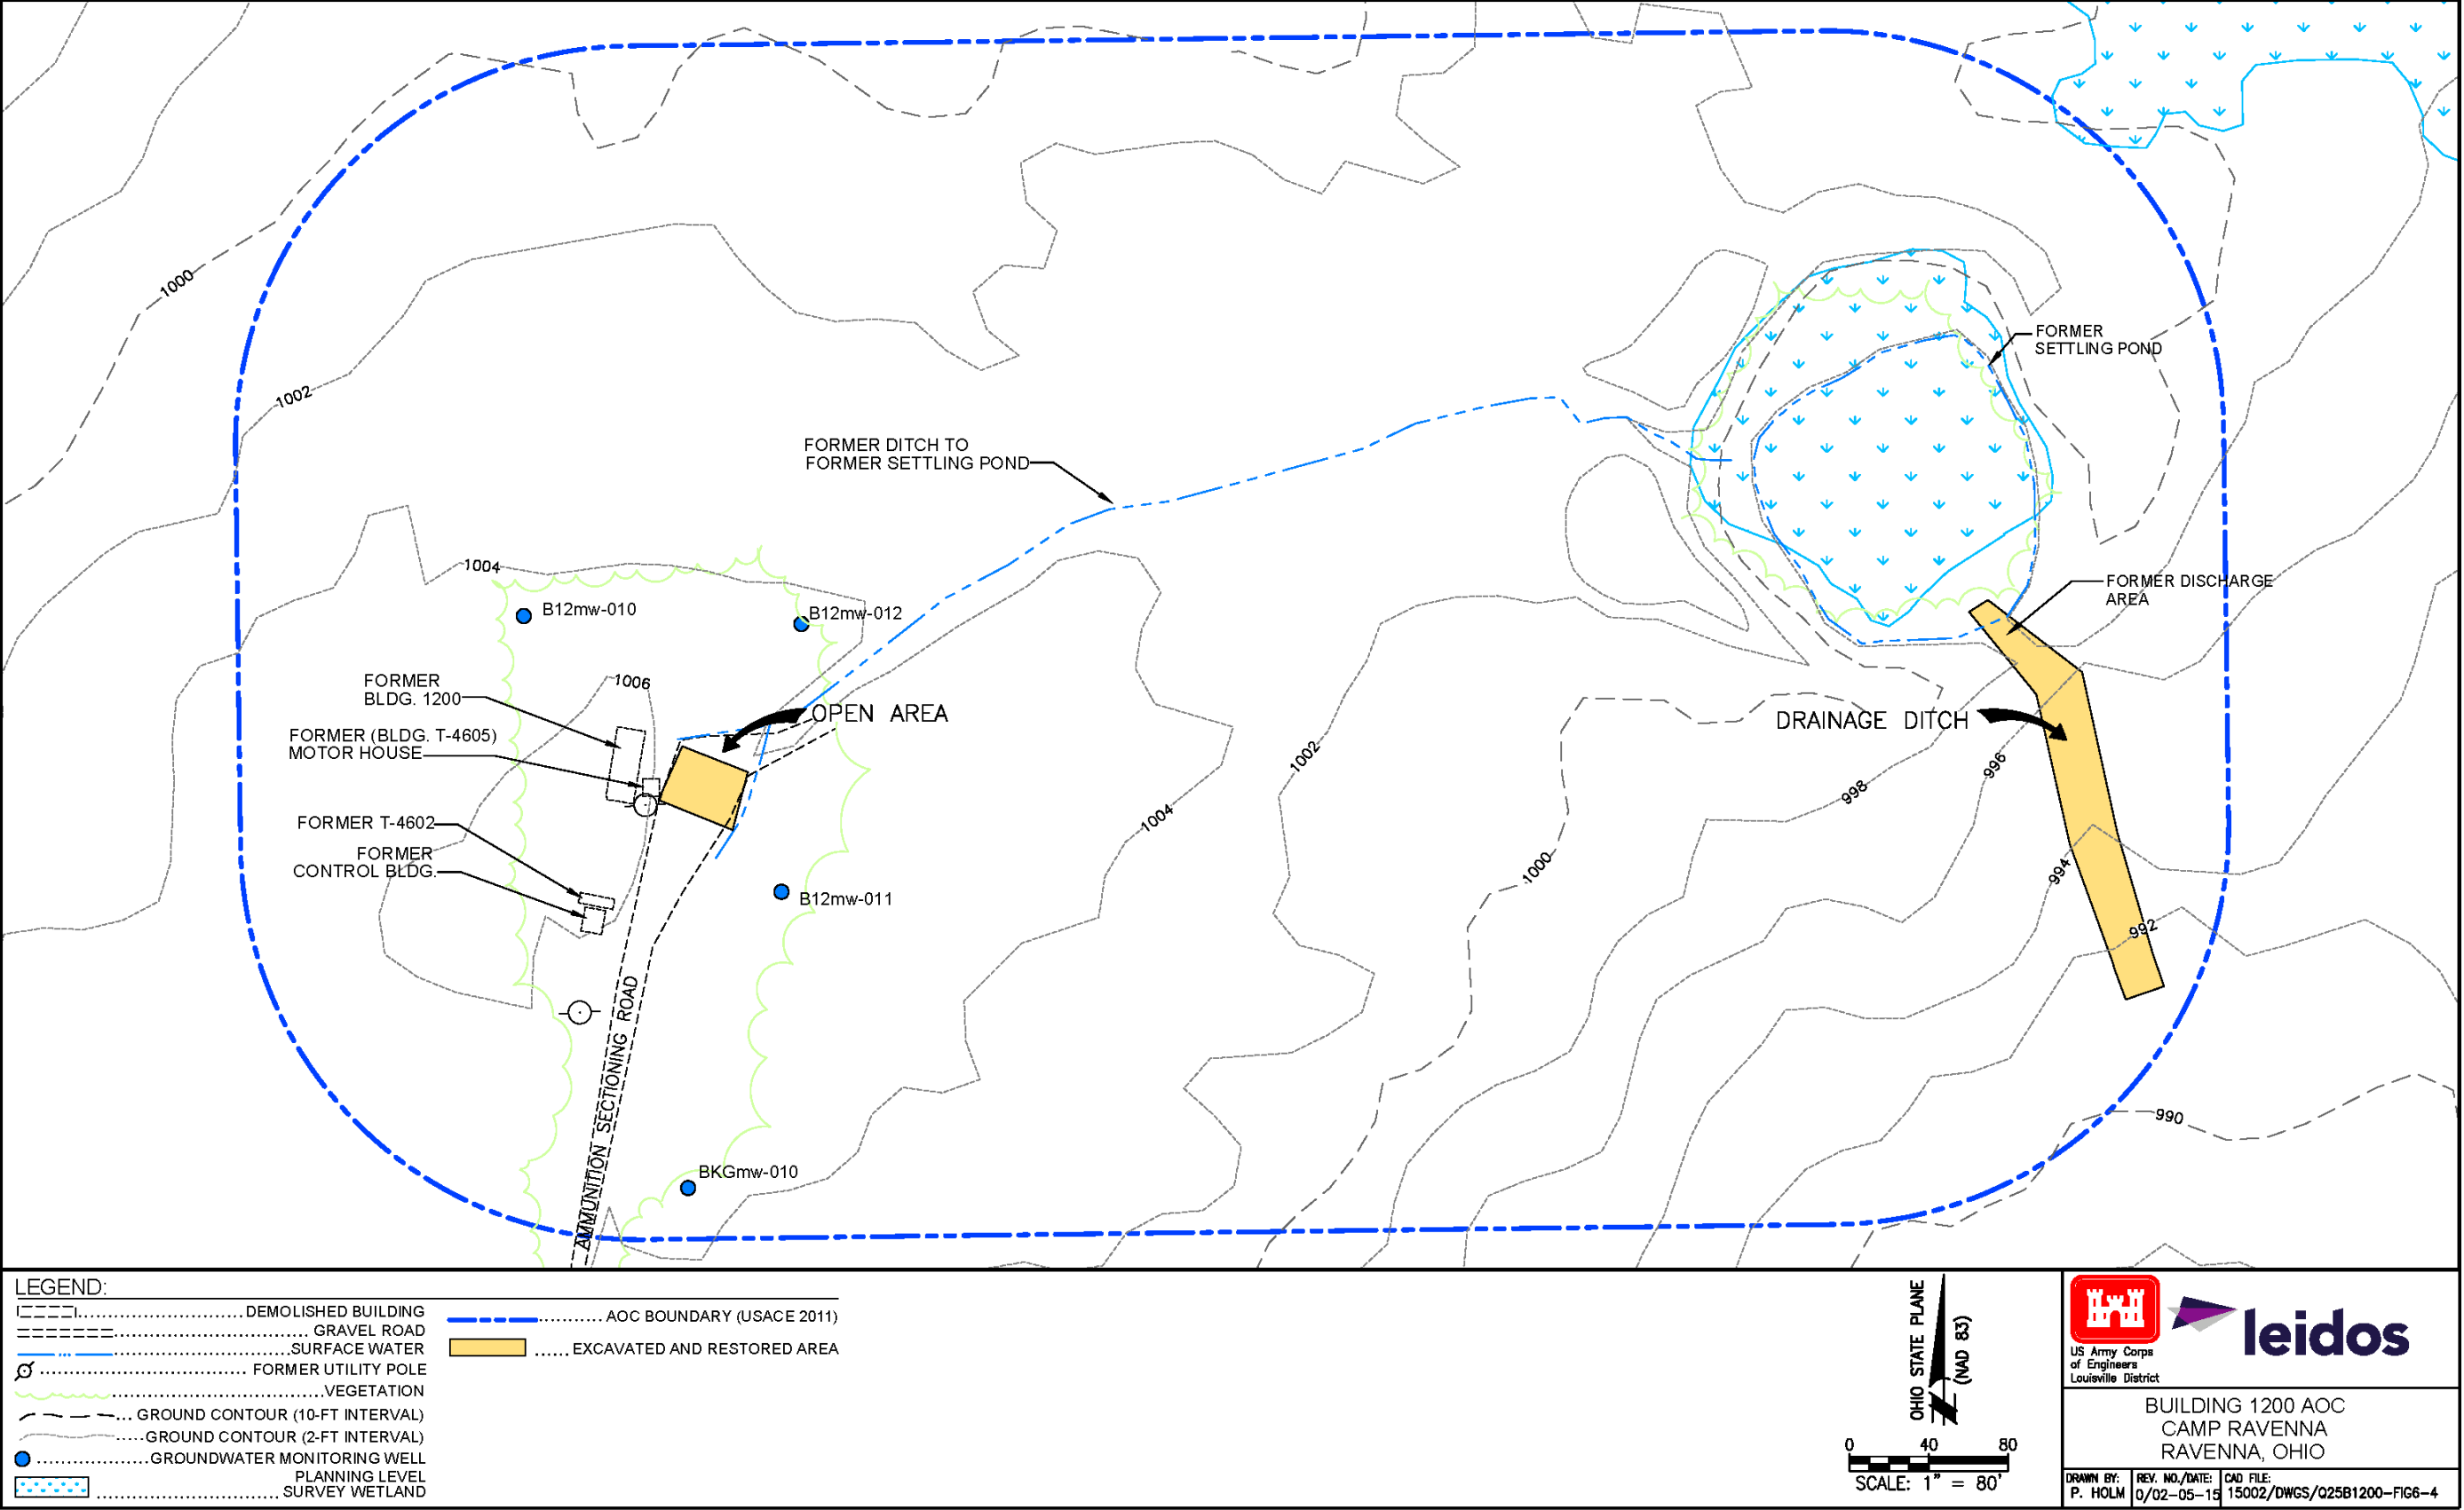 1000
1002
FORMER
SETTLING POND
FORMER DITCH TO
FORMER SETTLING POND
1004
B12mw-010
B12mw-012
FORMER DISCHARGE
AREA
1006
FORMER
BLDG. 1200
OPEN AREA
DRAINAGE DITCH
FORMER (BLDG. T-4605)
MOTOR HOUSE
1002
996
998
1004
FORMER T-4602
FORMER
CONTROL BLDG.
1000
994
B12mw-011
992
AMMUNITION SECTIONING ROAD
990
BKGmw-010
LEGEND:
DEMOLISHED BUILDING
GRAVEL ROAD
SURFACE WATER
FORMER UTILITY POLE
VEGETATION
GROUND CONTOUR (10-FT INTERVAL)
GROUND CONTOUR (2-FT INTERVAL)
GROUNDWATER MONITORING WELL
PLANNING LEVEL
SURVEY WETLAND
AOC BOUNDARY (USACE 2011)
EXCAVATED AND RESTORED AREA
OHIO STATE PLANE
(NAD 83)
0 40 80
SCALE: 1" = 80'
US Army Corps
of Engineers
Louisville District
leidos
BUILDING 1200 AOC
CAMP RAVENNA
RAVENNA, OHIO
DRAWN BY:
P. HOLM
REV. NO./DATE:
0/02-05-15
CAD FILE:
15002/DWGS/Q25B1200-FIG6-4